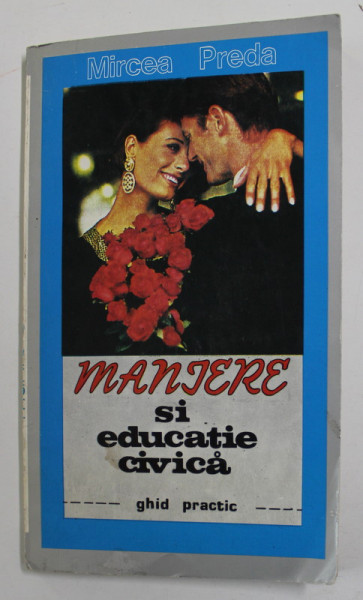 Mircea Preda
MANIERE
si
educatie
civică
ghid practic